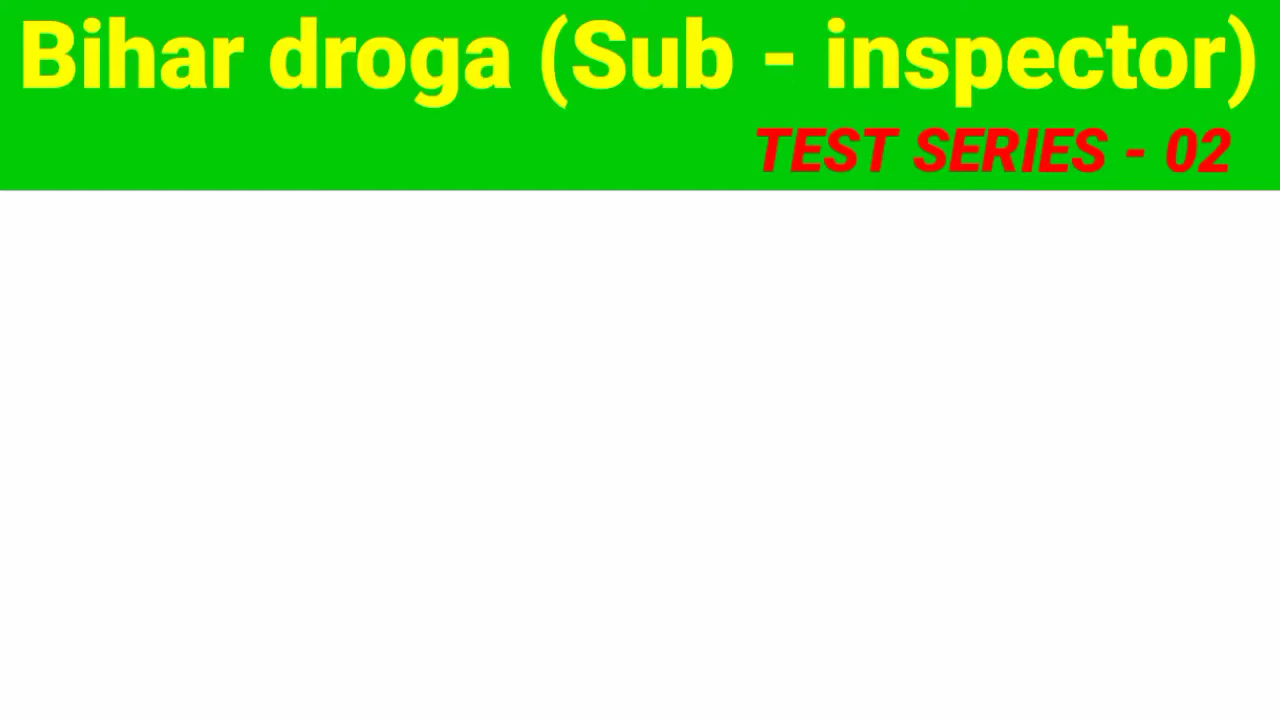 Bihar droga (Sub - inspector)
TEST SERIES - 02